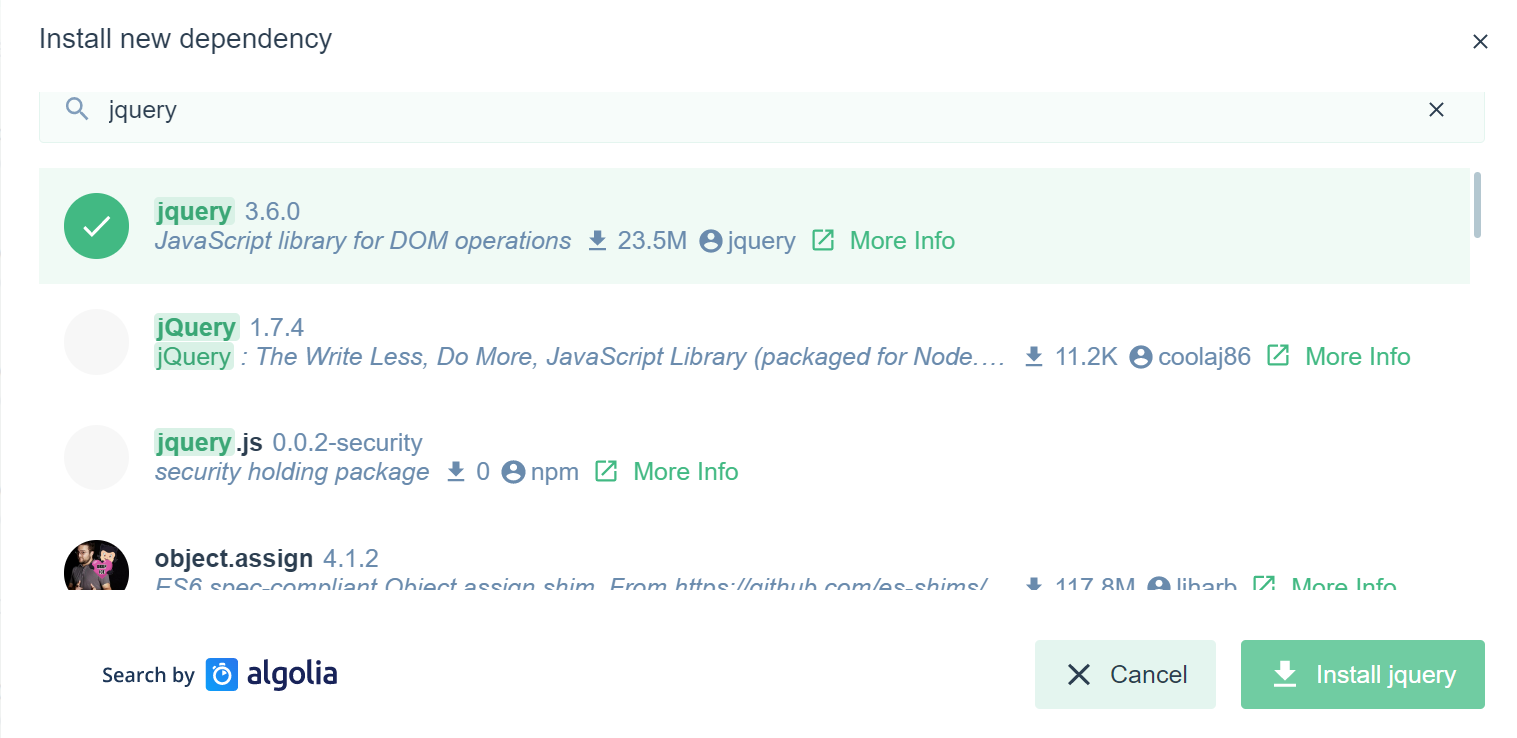 Install new dependency
jquery
jquery 3.6.0
JavaScript library for DOM operations 23.5M jquery More Info
jQuery 1.7.4
jQuery : The Write Less, Do More, JavaScript Library (packaged for Node.… 11.2K coolaj86 More Info
jquery.js 0.0.2-security
security holding package 0 npm More Info
object.assign 4.1.2
ES6 spec-compliant Object.assign shim. From https://github.com/es-shims/ 117.8M ljharb More Info
Search by algolia
Cancel
Install jquery